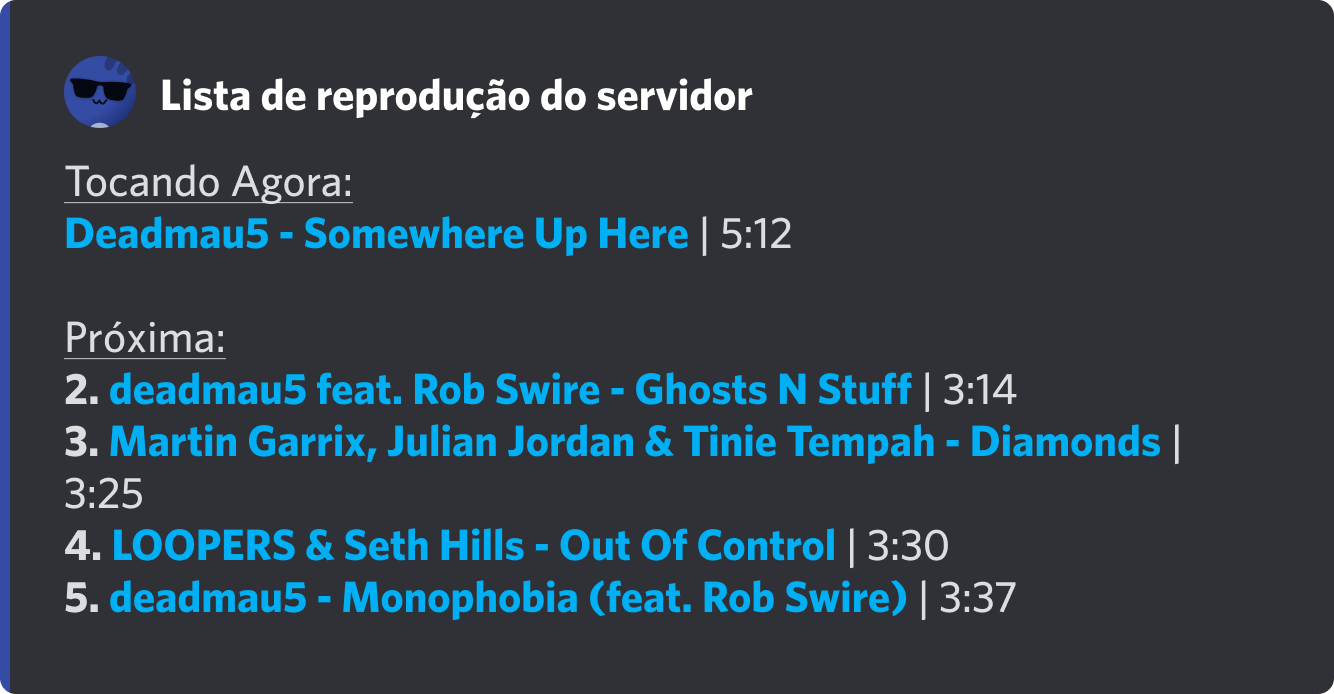 Lista de reprodução do servidor
Tocando Agora:
Deadmau5 - Somewhere Up Here | 5:12
Próxima:
2. deadmau5 feat. Rob Swire - Ghosts N Stuff | 3:14
3. Martin Garrix, Julian Jordan & Tinie Tempah - Diamonds |
3:25
4. LOOPERS & Seth Hills - Out Of Control | 3:30
5. deadmau5 - Monophobia (feat. Rob Swire) | 3:37